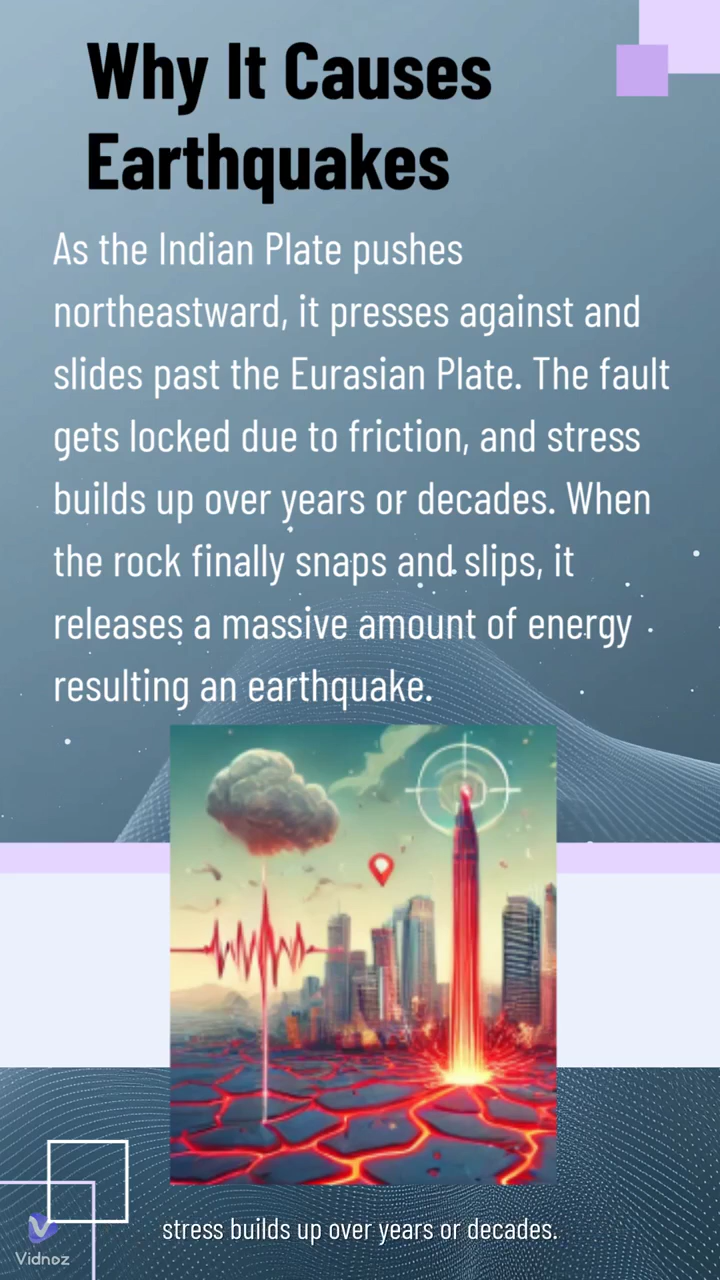 Why It Causes
Earthquakes
As the Indian Plate pushes
northeastward, it presses against and
slides past the Eurasian Plate. The fault
gets locked due to friction, and stress
builds up over years or decades. When
the rock finally snaps and slips, it
releases a massive amount of energy
resulting an earthquake.
stress builds up over years or decades.
Vidnoz